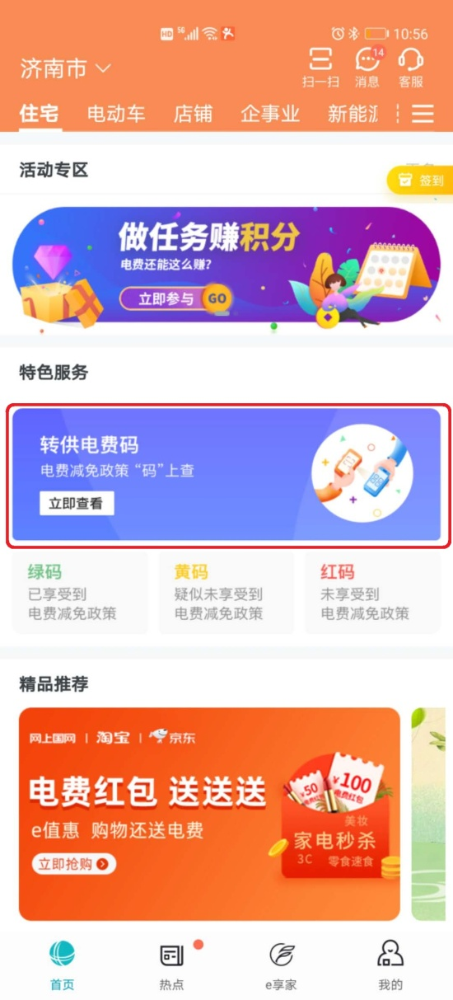 HD 5G 10:56
济南市
扫一扫 消息 14 客服
住宅 电动车 店铺 企事业 新能源
活动专区
签到
做任务赚积分
电费还能这么赚?
立即参与 GO
特色服务
转供电费码
电费减免政策 “码”上查
立即查看
绿码 黄码 红码
已享受到 疑似未享受到 未享受到
电费减免政策 电费减免政策 电费减免政策
精品推荐
网上国网 | 淘宝 | 京东
电费红包 送送送
e值惠 购物还送电费
立即抢购
¥50 电费红包
¥100 电费红包
美妆
家电秒杀
3C 零食速食
首页 热点 e享家 我的